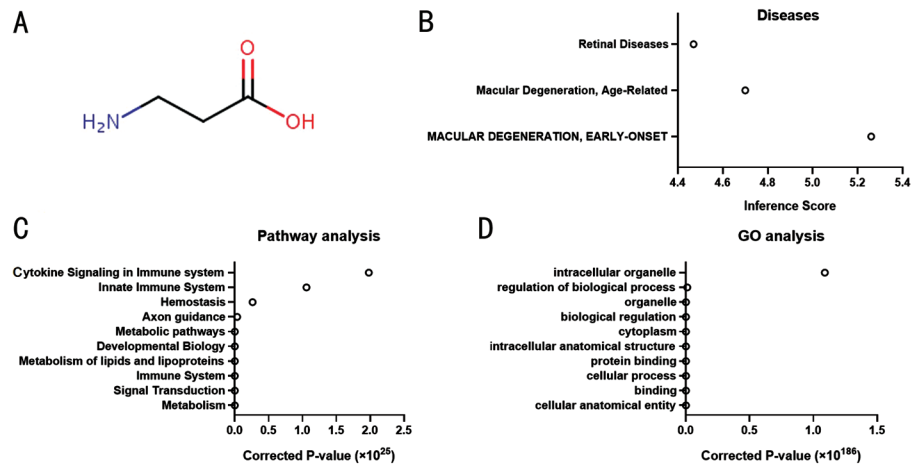 A
O
H₂N
OH
B
Diseases
Retinal Diseases
Macular Degeneration, Age-Related
MACULAR DEGENERATION, EARLY-ONSET
4.4 4.6 4.8 5.0 5.2 5.4
Inference Score
C
Pathway analysis
Cytokine Signaling in Immune system
Innate Immune System
Hemostasis
Axon guidance
Metabolic pathways
Developmental Biology
Metabolism of lipids and lipoproteins
Immune System
Signal Transduction
Metabolism
0.0 0.5 1.0 1.5 2.0 2.5
Corrected P-value (×10²⁵)
D
GO analysis
intracellular organelle
regulation of biological process
organelle
biological regulation
cytoplasm
intracellular anatomical structure
protein binding
cellular process
binding
cellular anatomical entity
0.0 0.5 1.0 1.5
Corrected P-value (×10¹⁸⁶)